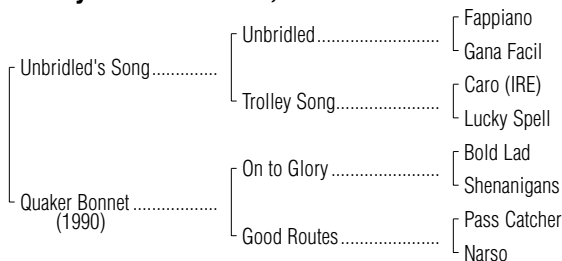 Fappiano
Unbridled
Gana Facil
Unbridled's Song
Caro (IRE)
Trolley Song
Lucky Spell
Bold Lad
On to Glory
Shenanigans
Quaker Bonnet
(1990)
Pass Catcher
Good Routes
Narso